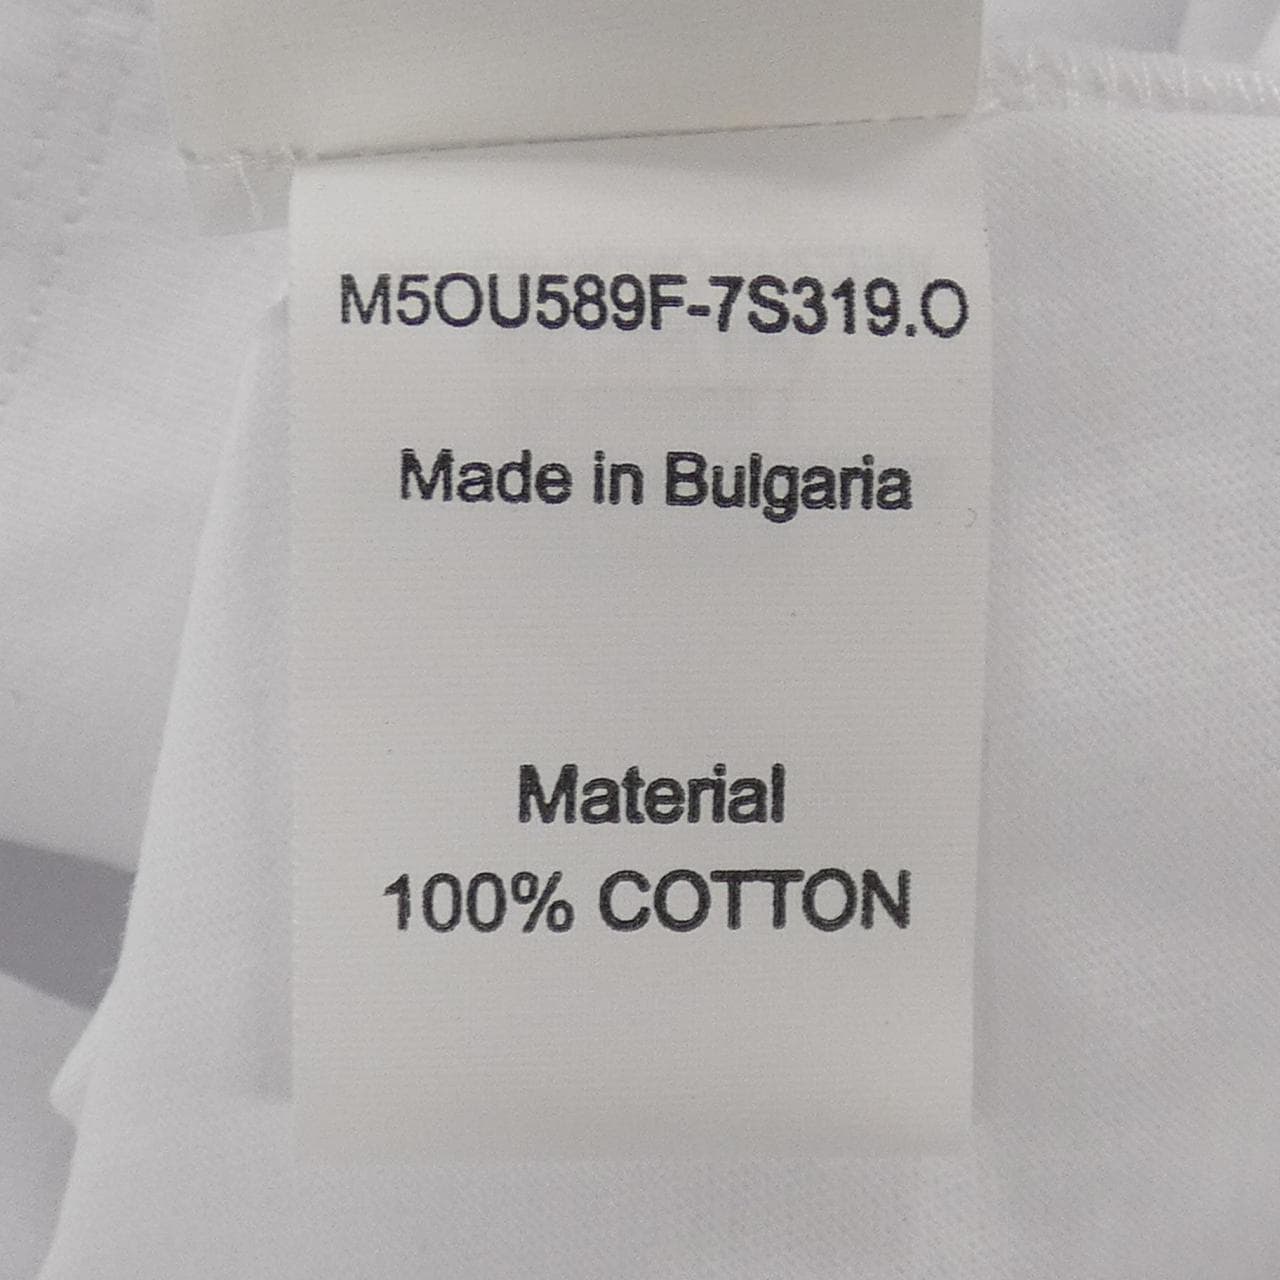 M5OU589F-7S319.O
Made in Bulgaria
Material
100% COTTON